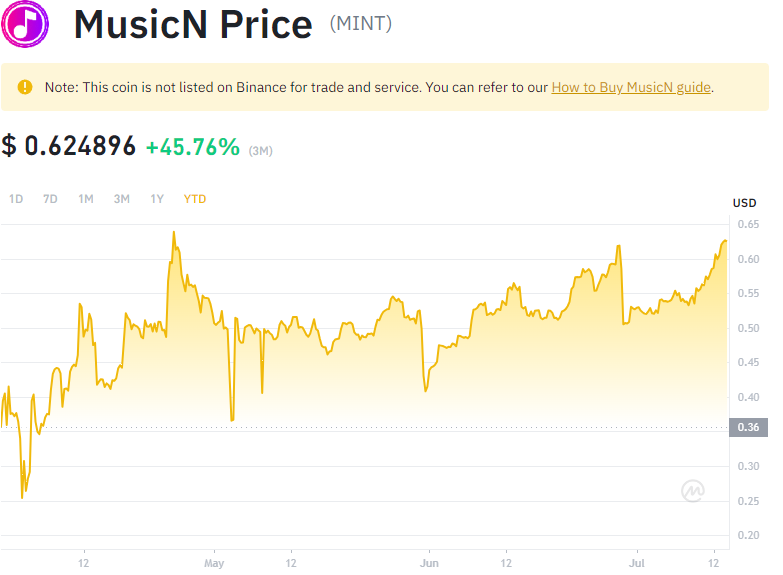 MusicN Price (MINT)
Note: This coin is not listed on Binance for trade and service. You can refer to our How to Buy MusicN guide.
$ 0.624896 +45.76% (3M)
1D 7D 1M 3M 1Y YTD
USD
0.65
0.60
0.55
0.50
0.45
0.40
0.36
0.30
0.25
0.20
12 May 12 Jun 12 Jul 12